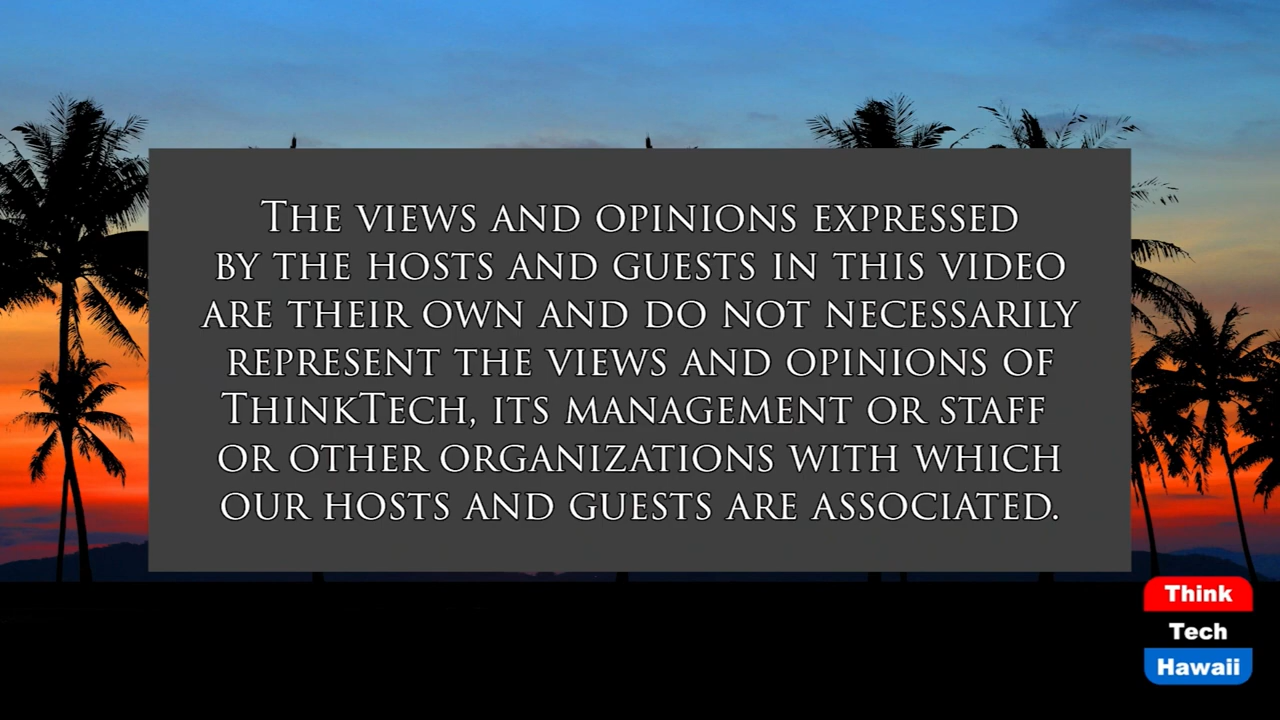 The views and opinions expressed
by the hosts and guests in this video
are their own and do not necessarily
represent the views and opinions of
ThinkTech, its management or staff
or other organizations with which
our hosts and guests are associated.
Think
Tech
Hawaii